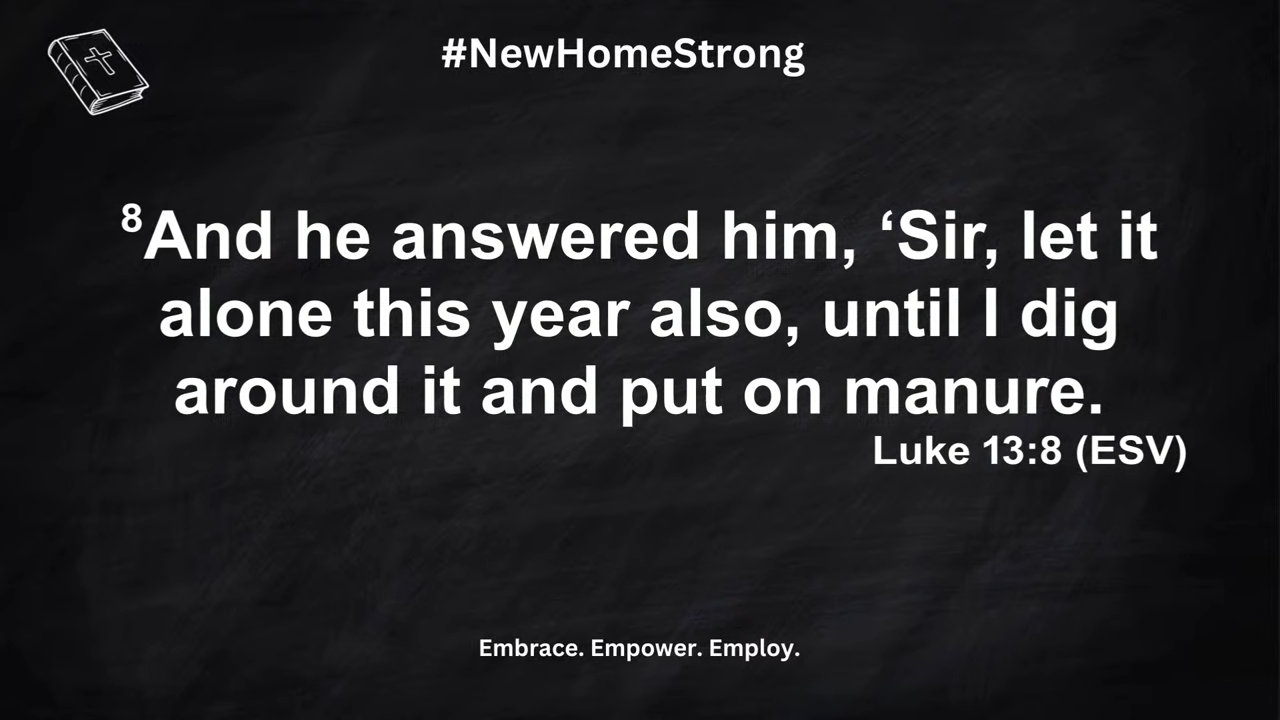 #NewHomeStrong
⁸And he answered him, ‘Sir, let it
alone this year also, until I dig
around it and put on manure.
Luke 13:8 (ESV)
Embrace. Empower. Employ.